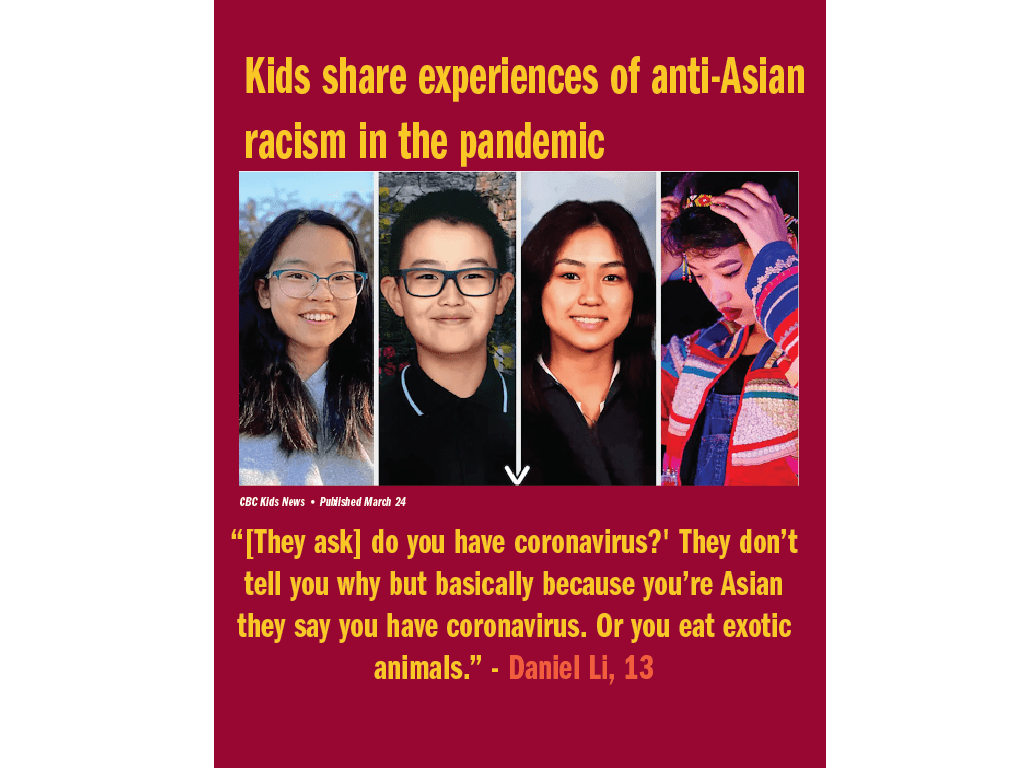 Kids share experiences of anti-Asian
racism in the pandemic
CBC Kids News • Published March 24
“[They ask] do you have coronavirus?' They don’t
tell you why but basically because you’re Asian
they say you have coronavirus. Or you eat exotic
animals.” - Daniel Li, 13